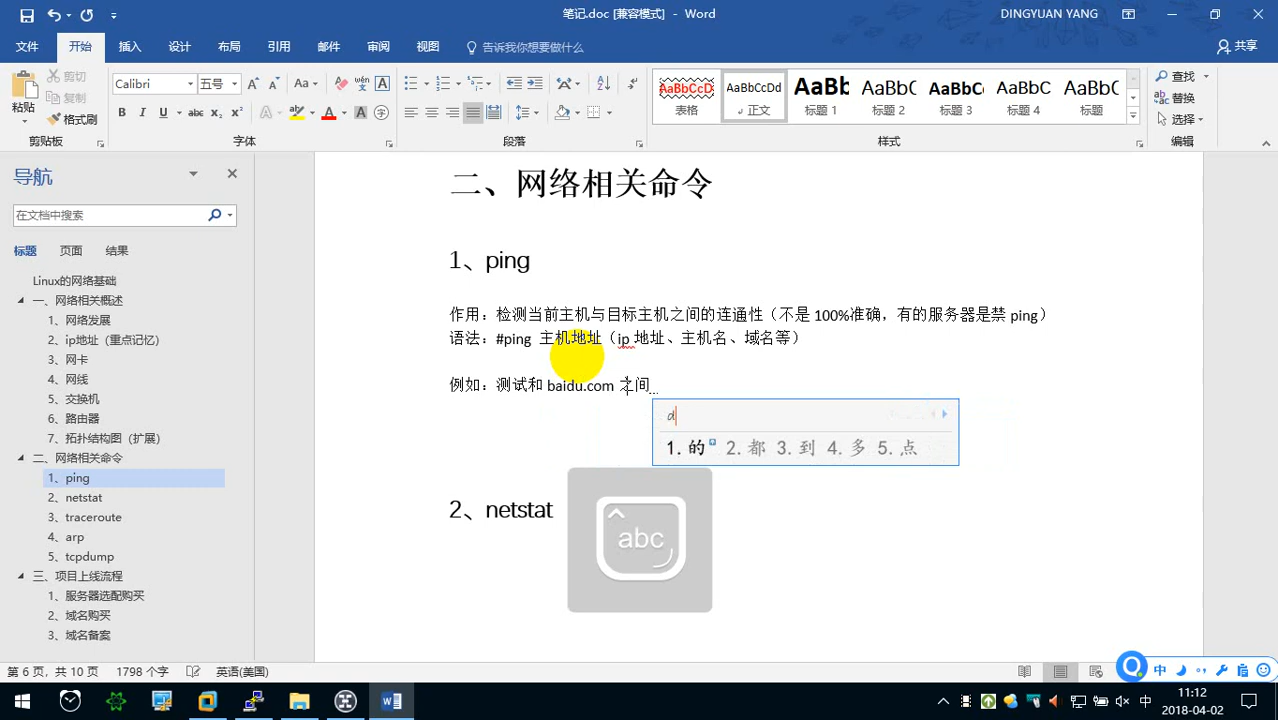 笔记.doc [兼容模式] - Word
DINGYUAN YANG
文件 开始 插入 设计 布局 引用 邮件 审阅 视图 告诉我你想要做什么 共享
粘贴
剪切
复制
格式刷
剪贴板
Calibri 五号
字体
段落
AaBbCcD 表格
AaBbCcDd 正文
AaBb 标题 1
AaBbC 标题 2
AaBbC 标题 3
AaBbC 标题 4
AaBbC 标题
样式
查找
替换
选择
编辑
导航
在文档中搜索
标题 页面 结果
Linux的网络基础
一、网络相关概述
1、网络发展
2、ip地址（重点记忆）
3、网卡
4、网线
5、交换机
6、路由器
7、拓扑结构图（扩展）
二、网络相关命令
1、ping
2、netstat
3、traceroute
4、arp
5、tcpdump
三、项目上线流程
1、服务器选配购买
2、域名购买
3、域名备案
二、网络相关命令
1、ping
作用：检测当前主机与目标主机之间的连通性（不是 100%准确，有的服务器是禁 ping）
语法：#ping 主机地址（ip 地址、主机名、域名等）
例如：测试和 baidu.com 之间
d
1.的 2.都 3.到 4.多 5.点
2、netstat
abc
第 6 页，共 10 页 1798 个字 英语(美国)
中
中
11:12
2018-04-02